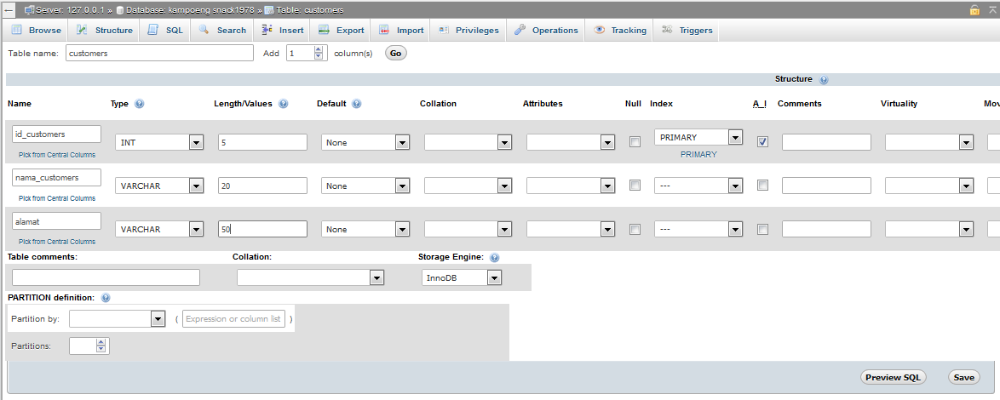 Server: 127.0.0.1 » Database: kampoeng snack1978 » Table: customers
Browse Structure SQL Search Insert Export Import Privileges Operations Tracking Triggers
Table name: customers Add 1 column(s) Go
Structure
Name Type Length/Values Default Collation Attributes Null Index A_I Comments Virtuality Mov
id_customers INT 5 None PRIMARY
Pick from Central Columns PRIMARY
nama_customers VARCHAR 20 None ---
Pick from Central Columns
alamat VARCHAR 50 None ---
Pick from Central Columns
Table comments: Collation: Storage Engine:
InnoDB
PARTITION definition:
Partition by: ( Expression or column list )
Partitions:
Preview SQL Save